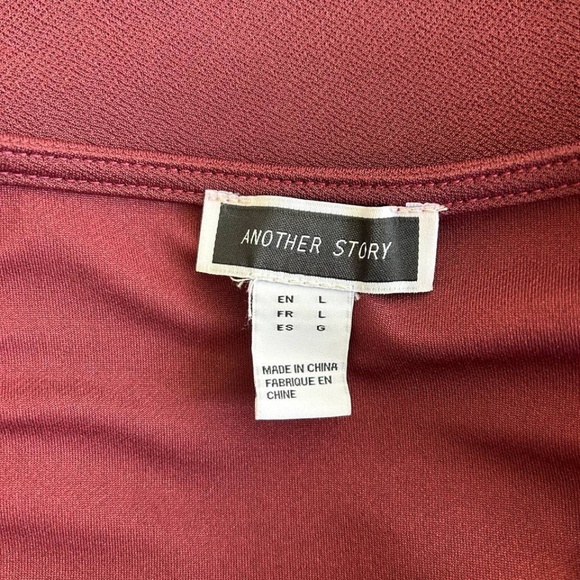 ANOTHER STORY
EN L
FR L
ES G
MADE IN CHINA
FABRIQUE EN
CHINE